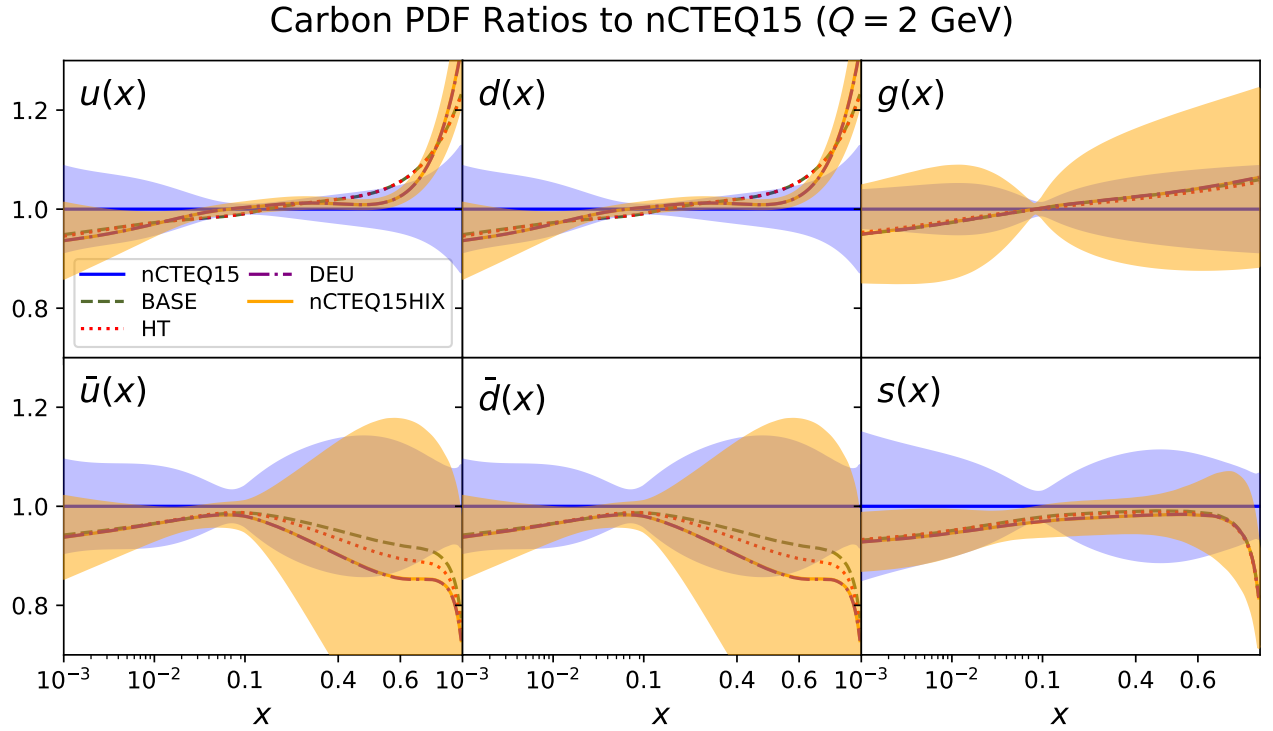 Carbon PDF Ratios to nCTEQ15 (Q = 2 GeV)
u(x)
d(x)
g(x)
1.2
1.0
0.8
nCTEQ15
BASE
HT
DEU
nCTEQ15HIX
ū(x)
d̄(x)
s(x)
1.2
1.0
0.8
10⁻³ 10⁻² 0.1 0.4 0.6 10⁻³ 10⁻² 0.1 0.4 0.6 10⁻³ 10⁻² 0.1 0.4 0.6
x x x